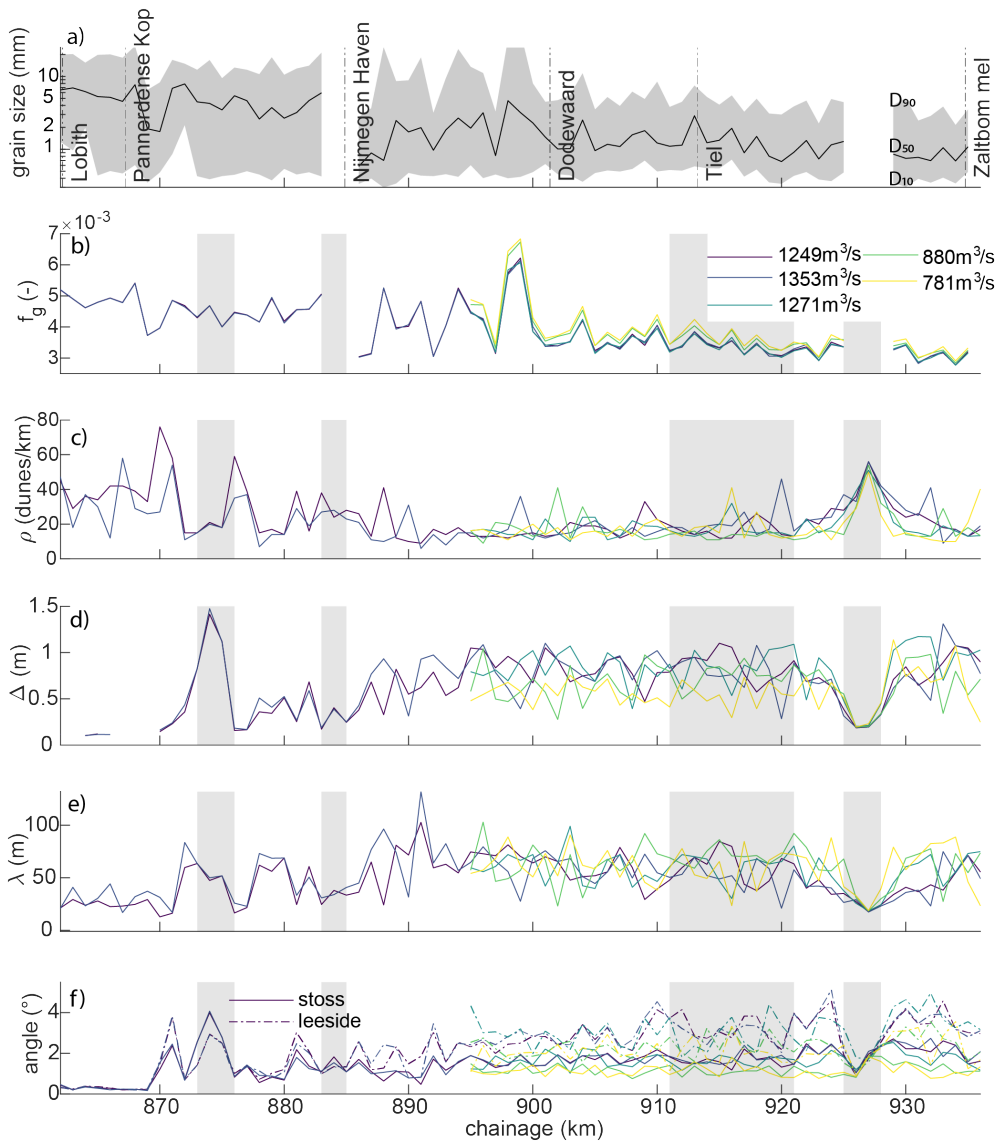 a)
grain size (mm)
10
5
2
1
Lobith
Pannerdense Kop
Nijmegen Haven
Dodewaard
Tiel
Zaltbom mel
D₉₀
D₅₀
D₁₀
b)
7×10⁻³
6
5
4
3
f_g (-)
1249m³/s
1353m³/s
1271m³/s
880m³/s
781m³/s
c)
ρ (dunes/km)
80
60
40
20
0
d)
Δ (m)
1.5
1
0.5
0
e)
λ (m)
100
50
0
f)
angle (°)
4
2
0
stoss
leeside
870 880 890 900 910 920 930
chainage (km)